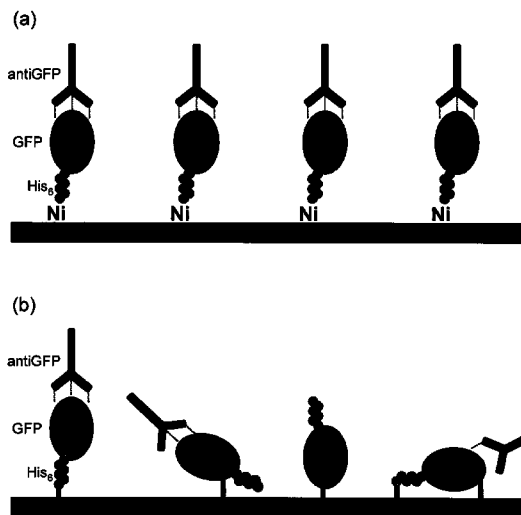 (a)
antiGFP
GFP
His₆
Ni Ni Ni Ni
(b)
antiGFP
GFP
His₆